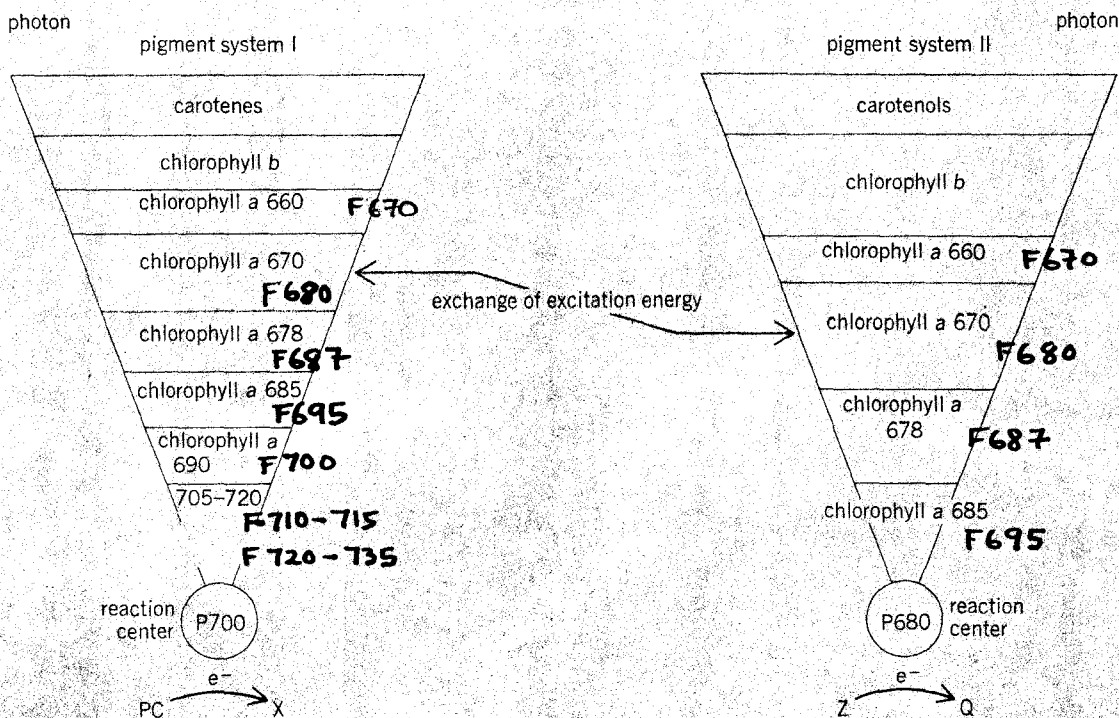 photon
pigment system I
carotenes
chlorophyll b
chlorophyll a 660 F670
chlorophyll a 670
F680
chlorophyll a 678
F687
chlorophyll a 685
F695
chlorophyll a
690 F700
705–720
F710-715
F720-735
reaction
center
P700
e⁻
PC X
exchange of excitation energy
photon
pigment system II
carotenols
chlorophyll b
chlorophyll a 660
F670
chlorophyll a 670
F680
chlorophyll a
678 F687
chlorophyll a 685
F695
P680
reaction
center
e⁻
Z Q